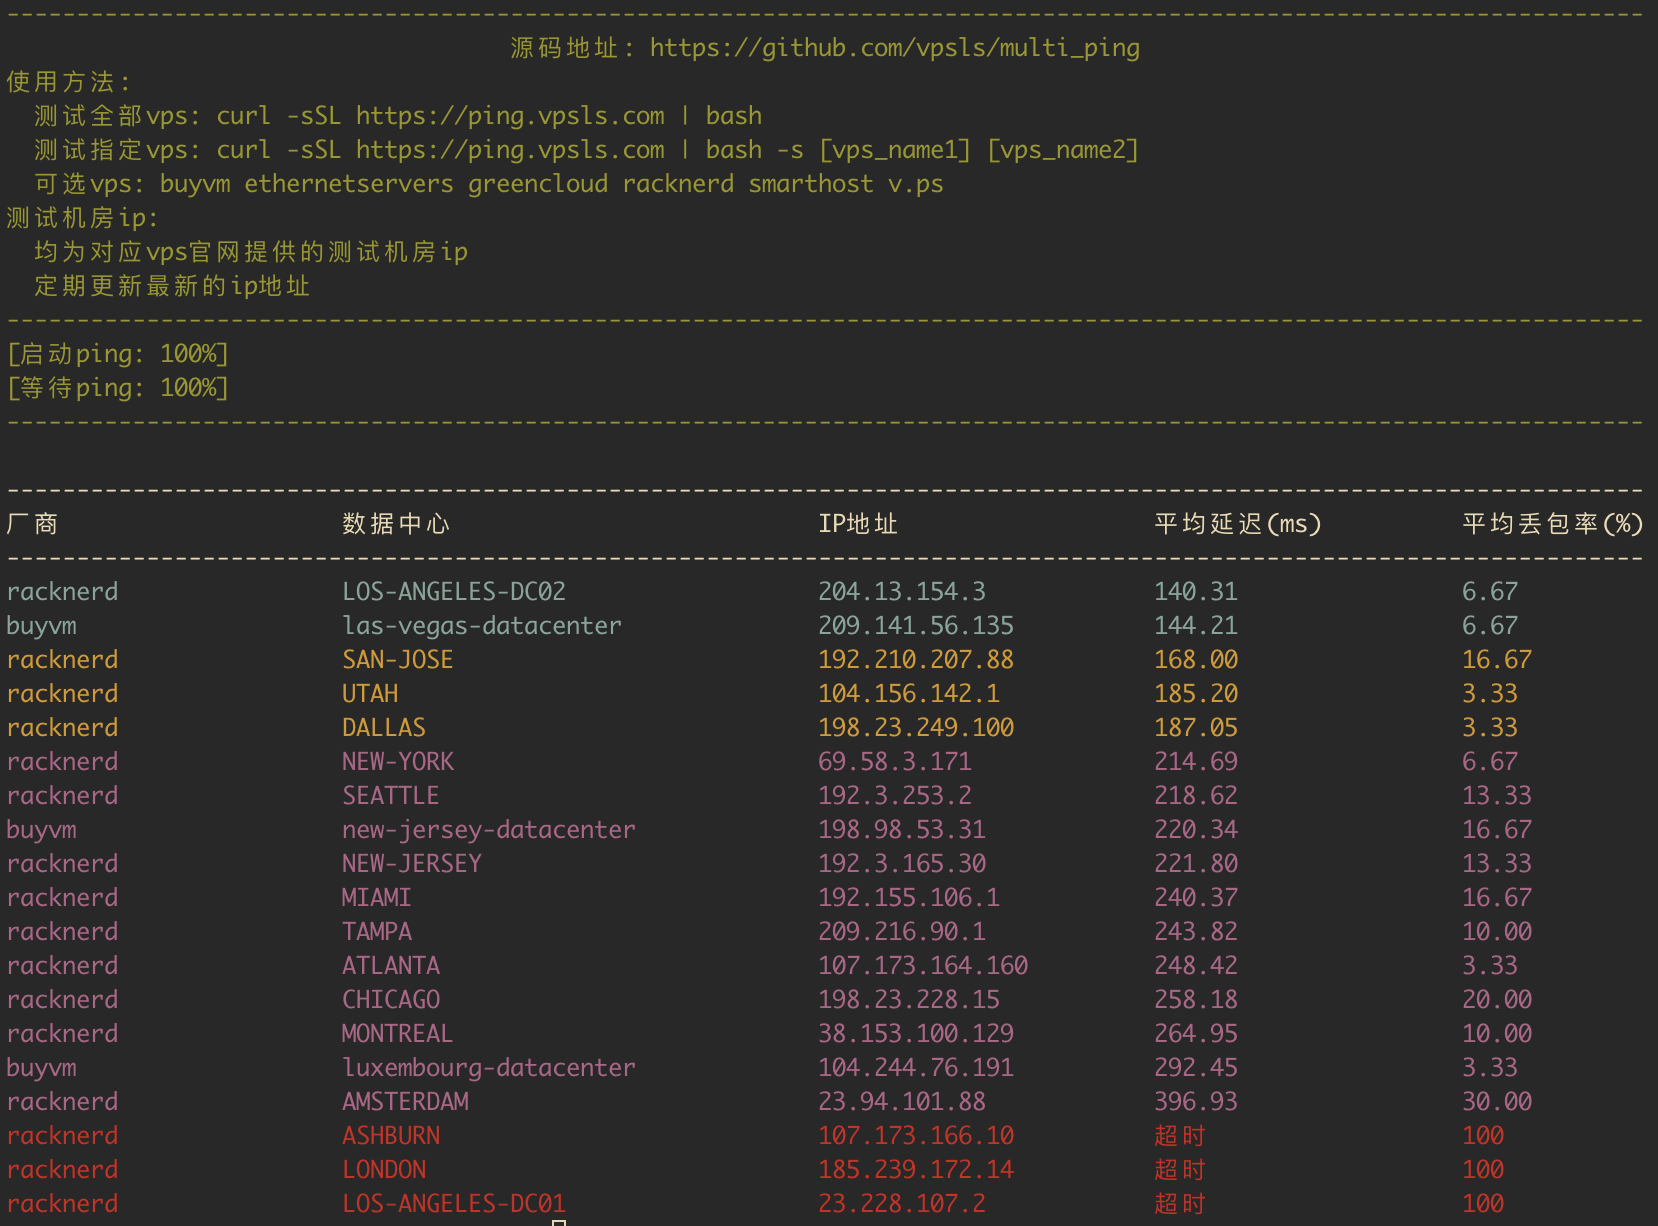 源码地址: https://github.com/vpsls/multi_ping
使用方法:
测试全部vps: curl -sSL https://ping.vpsls.com | bash
测试指定vps: curl -sSL https://ping.vpsls.com | bash -s [vps_name1] [vps_name2]
可选vps: buyvm ethernetservers greencloud racknerd smarthost v.ps
测试机房ip:
均为对应vps官网提供的测试机房ip
定期更新最新的ip地址
[启动ping: 100%]
[等待ping: 100%]
厂商 数据中心 IP地址 平均延迟(ms) 平均丢包率(%)
racknerd LOS-ANGELES-DC02 204.13.154.3 140.31 6.67
buyvm las-vegas-datacenter 209.141.56.135 144.21 6.67
racknerd SAN-JOSE 192.210.207.88 168.00 16.67
racknerd UTAH 104.156.142.1 185.20 3.33
racknerd DALLAS 198.23.249.100 187.05 3.33
racknerd NEW-YORK 69.58.3.171 214.69 6.67
racknerd SEATTLE 192.3.253.2 218.62 13.33
buyvm new-jersey-datacenter 198.98.53.31 220.34 16.67
racknerd NEW-JERSEY 192.3.165.30 221.80 13.33
racknerd MIAMI 192.155.106.1 240.37 16.67
racknerd TAMPA 209.216.90.1 243.82 10.00
racknerd ATLANTA 107.173.164.160 248.42 3.33
racknerd CHICAGO 198.23.228.15 258.18 20.00
racknerd MONTREAL 38.153.100.129 264.95 10.00
buyvm luxembourg-datacenter 104.244.76.191 292.45 3.33
racknerd AMSTERDAM 23.94.101.88 396.93 30.00
racknerd ASHBURN 107.173.166.10 超时 100
racknerd LONDON 185.239.172.14 超时 100
racknerd LOS-ANGELES-DC01 23.228.107.2 超时 100